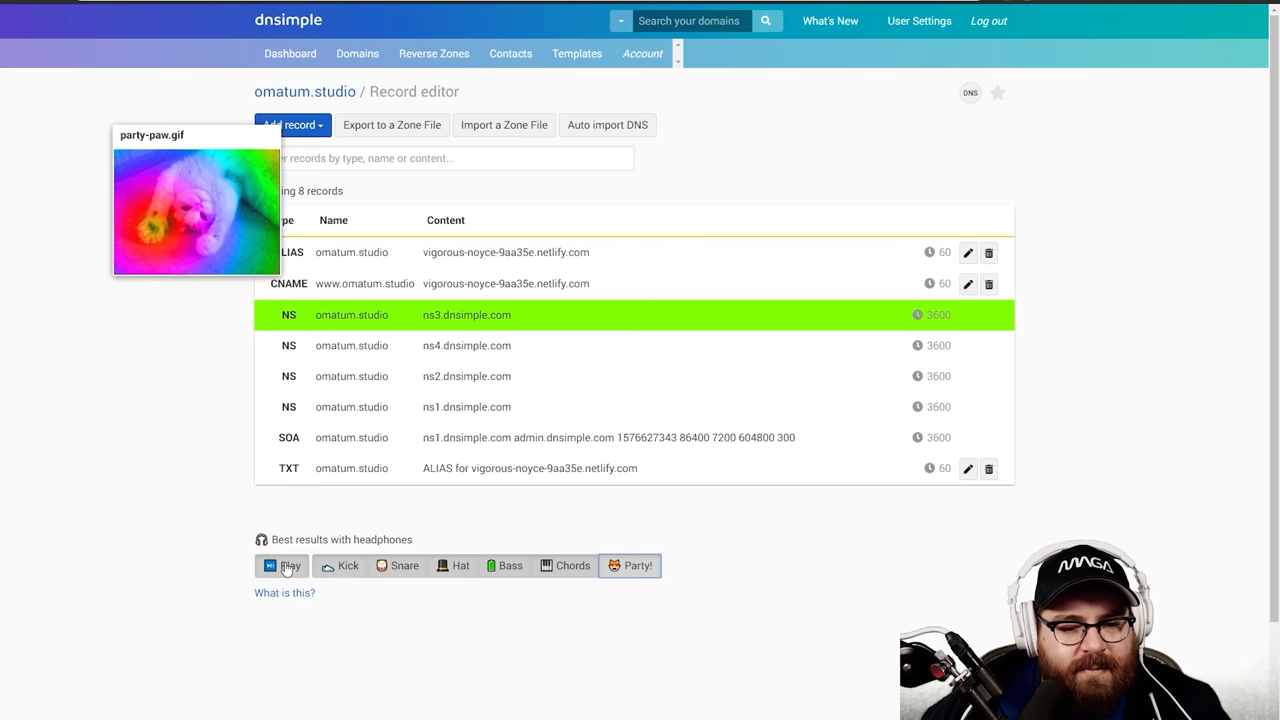 dnsimple
Search your domains
What's New
User Settings
Log out
Dashboard
Domains
Reverse Zones
Contacts
Templates
Account
omatum.studio / Record editor
DNS
party-paw.gif
Add record
Export to a Zone File
Import a Zone File
Auto import DNS
records by type, name or content...
8 records
Name
Content
ALIAS omatum.studio vigorous-noyce-9aa35e.netlify.com 60
CNAME www.omatum.studio vigorous-noyce-9aa35e.netlify.com 60
NS omatum.studio ns3.dnsimple.com 3600
NS omatum.studio ns4.dnsimple.com 3600
NS omatum.studio ns2.dnsimple.com 3600
NS omatum.studio ns1.dnsimple.com 3600
SOA omatum.studio ns1.dnsimple.com admin.dnsimple.com 1576627343 86400 7200 604800 300 3600
TXT omatum.studio ALIAS for vigorous-noyce-9aa35e.netlify.com 60
Best results with headphones
Play
Kick
Snare
Hat
Bass
Chords
Party!
What is this?